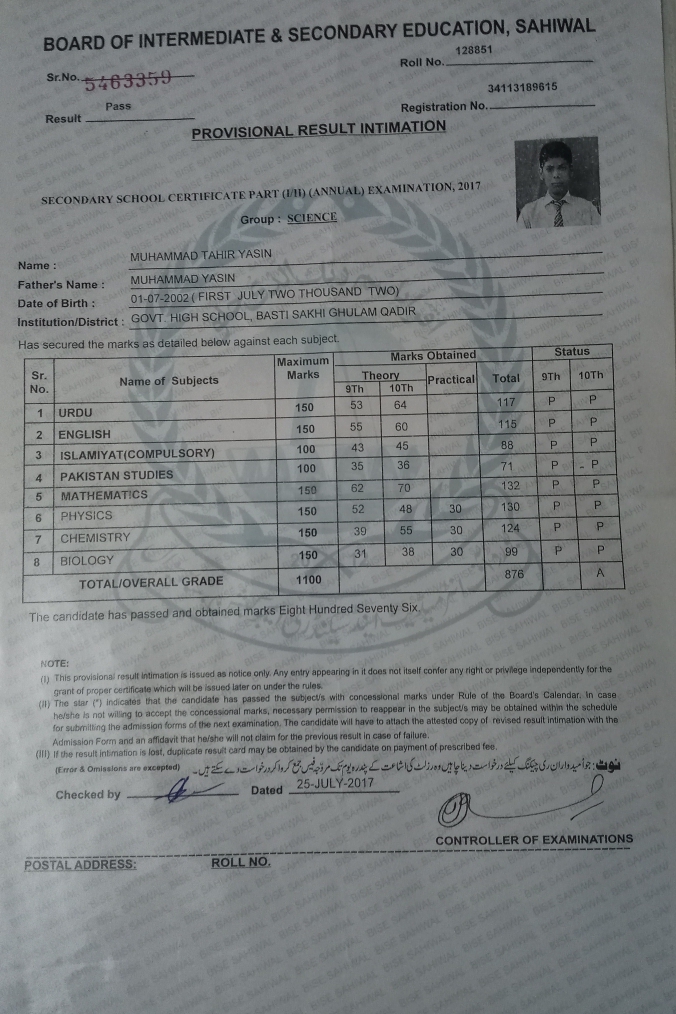 BOARD OF INTERMEDIATE & SECONDARY EDUCATION, SAHIWAL
Sr.No. 5463359 Roll No. 128851
Result Pass Registration No. 34113189615
PROVISIONAL RESULT INTIMATION
SECONDARY SCHOOL CERTIFICATE PART (I/II) (ANNUAL) EXAMINATION, 2017
Group : SCIENCE
Name : MUHAMMAD TAHIR YASIN
Father's Name : MUHAMMAD YASIN
Date of Birth : 01-07-2002 ( FIRST JULY TWO THOUSAND TWO)
Institution/District : GOVT. HIGH SCHOOL, BASTI SAKHI GHULAM QADIR
Has secured the marks as detailed below against each subject.
Sr. No. Name of Subjects Maximum Marks Marks Obtained Status
Theory Practical Total 9Th 10Th
9Th 10Th
1 URDU 150 53 64 117 P P
2 ENGLISH 150 55 60 115 P P
3 ISLAMIYAT(COMPULSORY) 100 43 45 88 P P
4 PAKISTAN STUDIES 100 35 36 71 P P
5 MATHEMATICS 150 62 70 132 P P
6 PHYSICS 150 52 48 30 130 P P
7 CHEMISTRY 150 39 55 30 124 P P
8 BIOLOGY 150 31 38 30 99 P P
TOTAL/OVERALL GRADE 1100 876 A
The candidate has passed and obtained marks Eight Hundred Seventy Six.
NOTE:
(I) This provisional result intimation is issued as notice only. Any entry appearing in it does not itself confer any right or privilege independently for the
grant of proper certificate which will be issued later on under the rules.
(II) The star (*) indicates that the candidate has passed the subject/s with concessional marks under Rule of the Board's Calendar. In case
he/she is not willing to accept the concessional marks, necessary permission to reappear in the subject/s may be obtained within the schedule
for submitting the admission forms of the next examination. The candidate will have to attach the attested copy of revised result intimation with the
Admission Form and an affidavit that he/she will not claim for the previous result in case of failure.
(III) If the result intimation is lost, duplicate result card may be obtained by the candidate on payment of prescribed fee.
نوٹ: جو امیدواران ری چیکنگ کیلئے درخواست دینا چاہیں وہ رزلٹ کی اشاعت کے پندرہ یوم تک مروجہ فیس جمع کروا کر درخواست دے سکتے ہیں۔
(Error & Omissions are excepted)
Checked by Dated 25-JULY-2017
CONTROLLER OF EXAMINATIONS
POSTAL ADDRESS: ROLL NO.